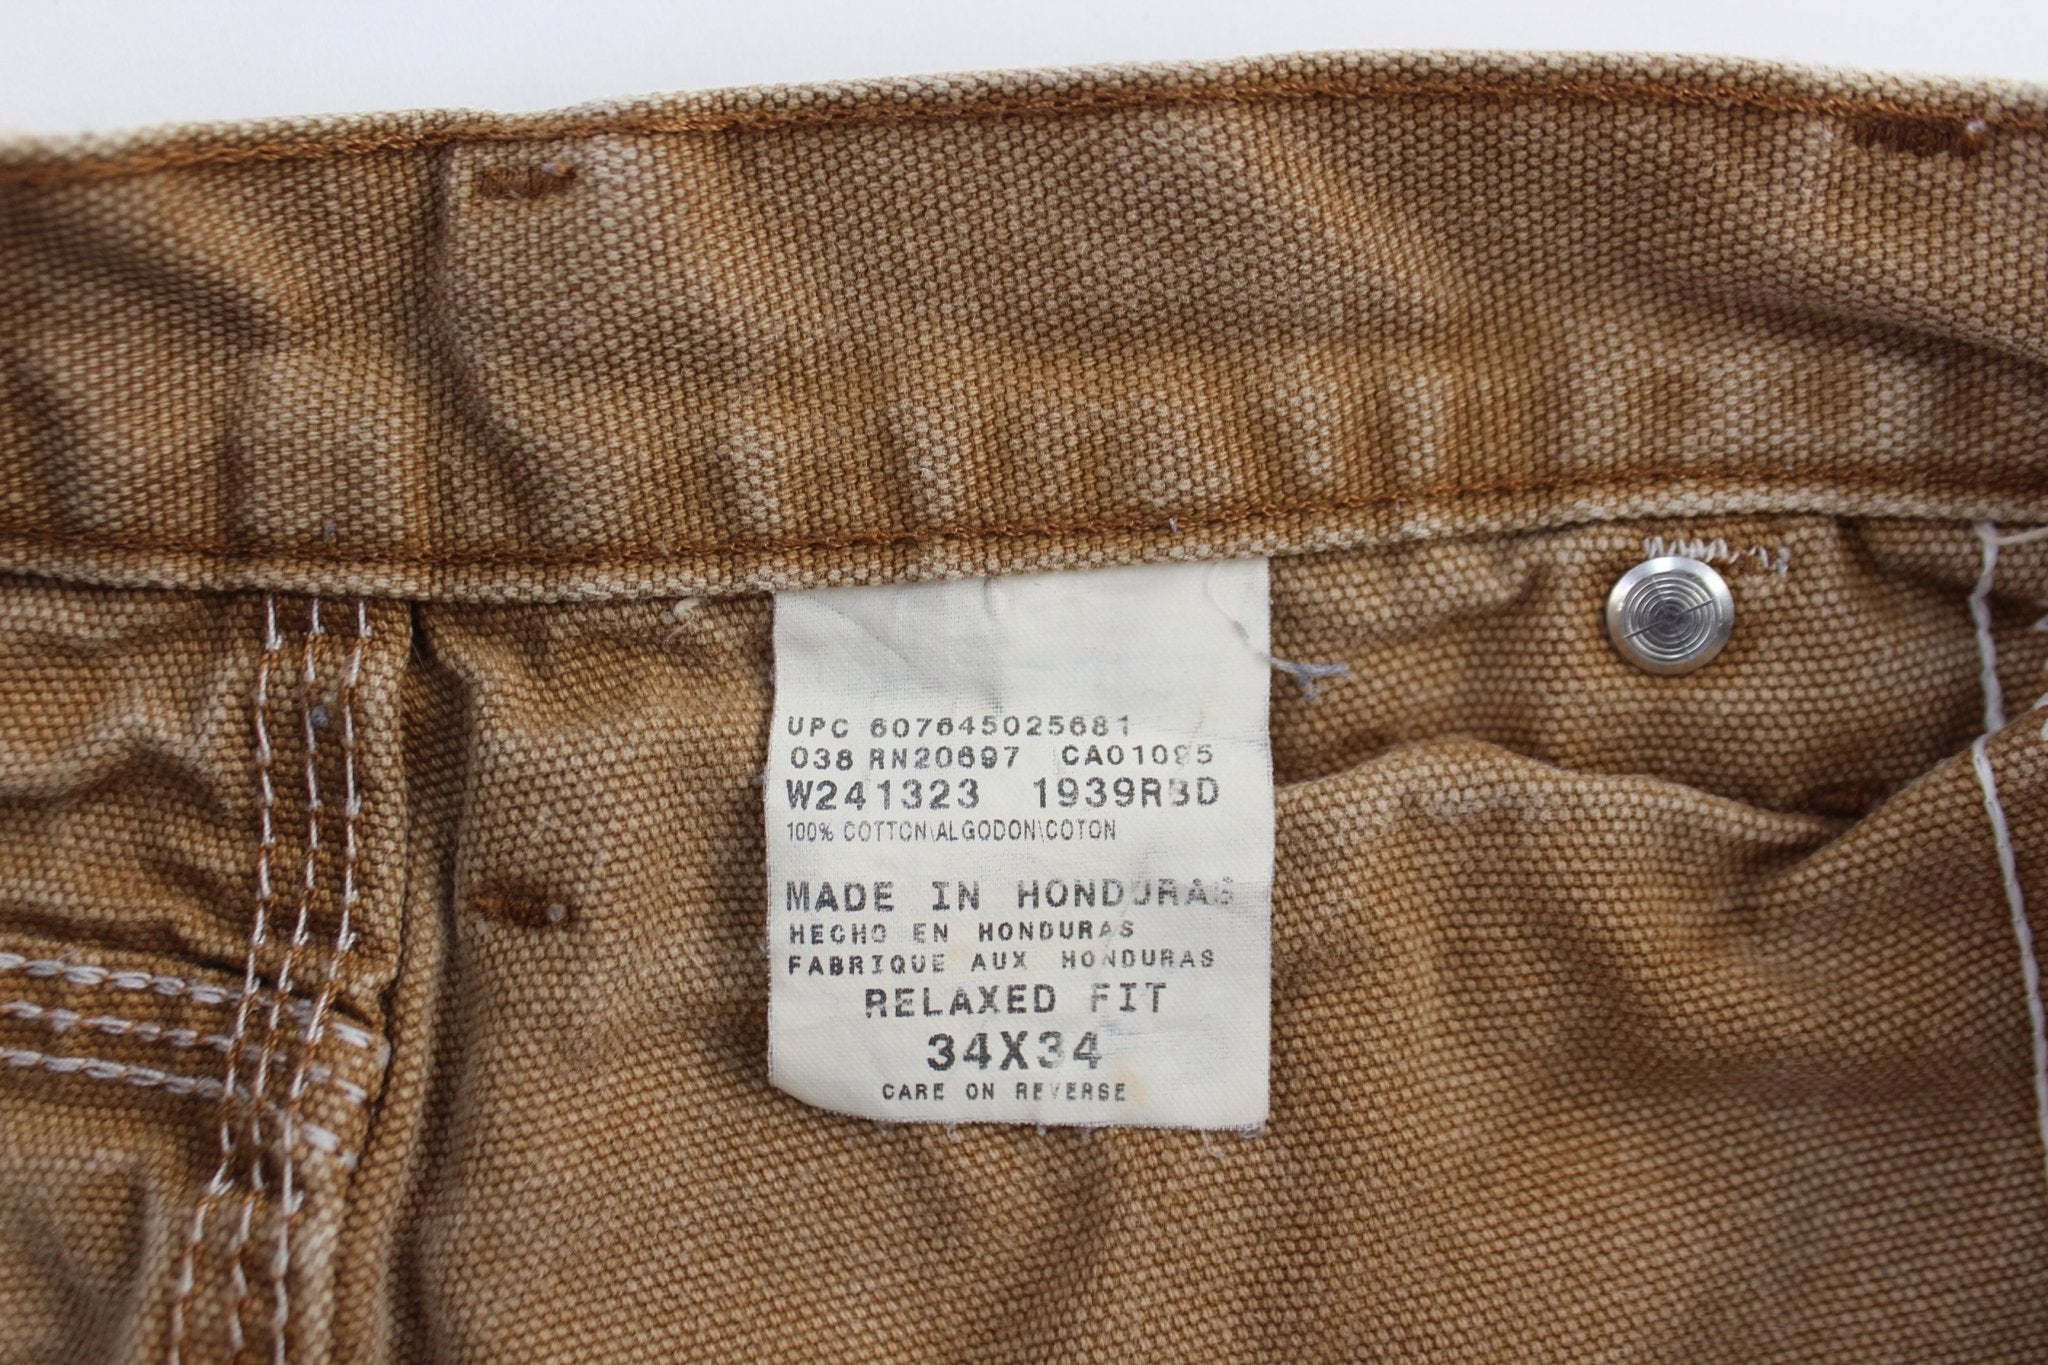 UPC 607645025681
038 RN20697 CA01095
W241323 1939RBD
100% COTTON\ALGODON\COTON
MADE IN HONDURAS
HECHO EN HONDURAS
FABRIQUE AUX HONDURAS
RELAXED FIT
34X34
CARE ON REVERSE